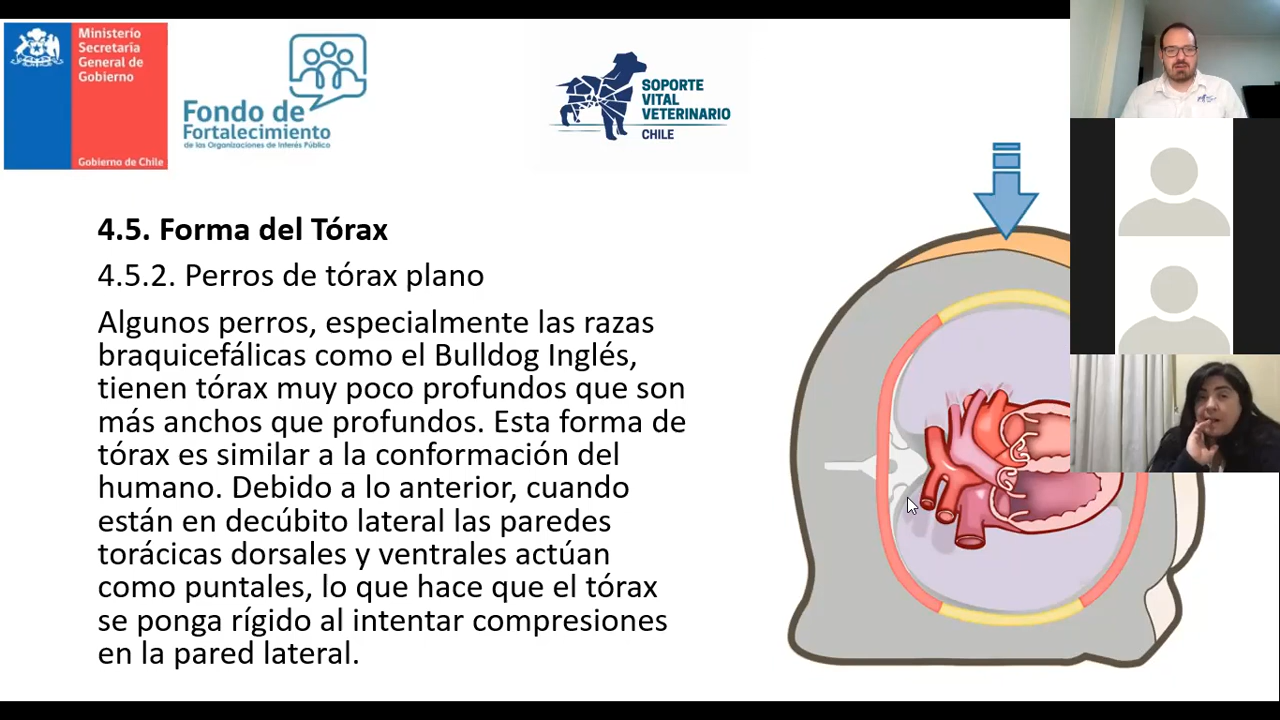 Ministerio
Secretaría
General de
Gobierno
Gobierno de Chile
Fondo de
Fortalecimiento
de las Organizaciones de Interés Público
SOPORTE
VITAL
VETERINARIO
CHILE
4.5. Forma del Tórax
4.5.2. Perros de tórax plano
Algunos perros, especialmente las razas
braquicefálicas como el Bulldog Inglés,
tienen tórax muy poco profundos que son
más anchos que profundos. Esta forma de
tórax es similar a la conformación del
humano. Debido a lo anterior, cuando
están en decúbito lateral las paredes
torácicas dorsales y ventrales actúan
como puntales, lo que hace que el tórax
se ponga rígido al intentar compresiones
en la pared lateral.